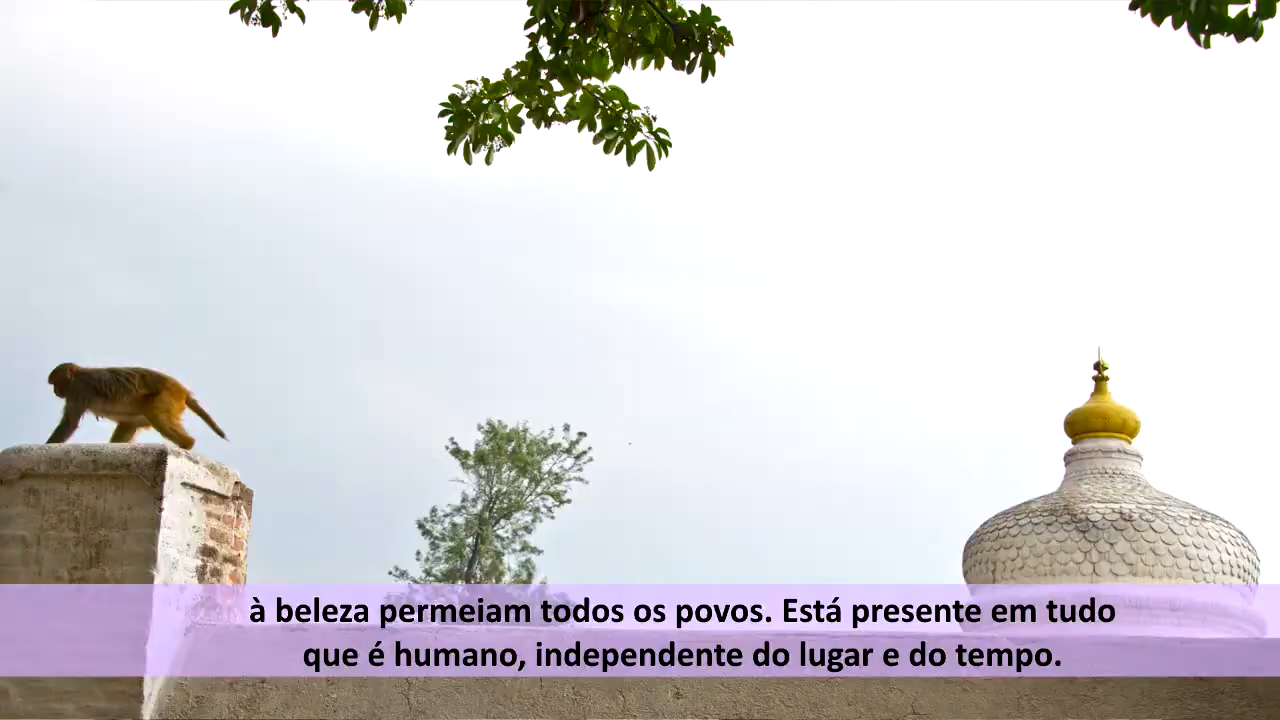 à beleza permeiam todos os povos. Está presente em tudo
que é humano, independente do lugar e do tempo.